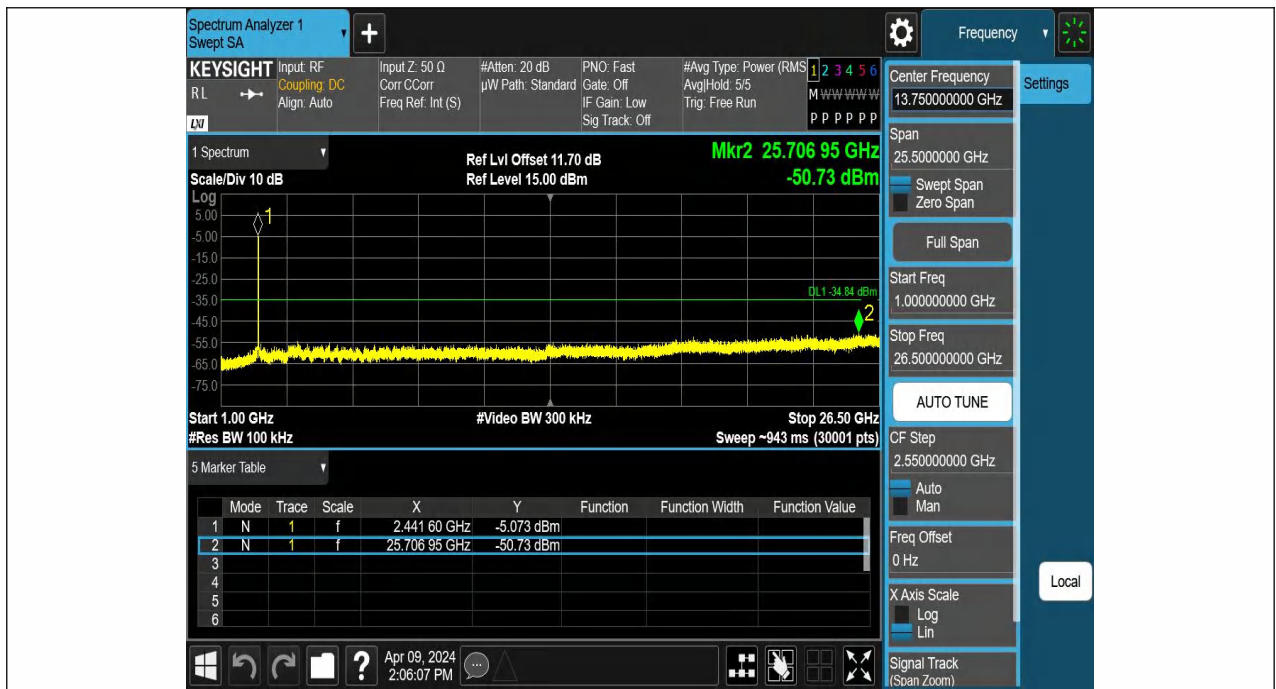 Spectrum Analyzer 1
Swept SA
+
Frequency
KEYSIGHT
RL
LXI
Input: RF
Coupling: DC
Align: Auto
Input Z: 50 Ω
Corr CCorr
Freq Ref: Int (S)
#Atten: 20 dB
µW Path: Standard
PNO: Fast
Gate: Off
IF Gain: Low
Sig Track: Off
#Avg Type: Power (RMS
Avg|Hold: 5/5
Trig: Free Run
1 2 3 4 5 6
M W W W W W
P P P P P P
1 Spectrum
Scale/Div 10 dB
Ref Lvl Offset 11.70 dB
Ref Level 15.00 dBm
Mkr2 25.706 95 GHz
-50.73 dBm
Log
5.00
-5.00
-15.0
-25.0
-35.0
-45.0
-55.0
-65.0
-75.0
1
DL1 -34.84 dBm
2
Start 1.00 GHz
#Video BW 300 kHz
Stop 26.50 GHz
#Res BW 100 kHz
Sweep ~943 ms (30001 pts)
5 Marker Table
Mode Trace Scale X Y Function Function Width Function Value
1 N 1 f 2.441 60 GHz -5.073 dBm
2 N 1 f 25.706 95 GHz -50.73 dBm
3
4
5
6
?
Apr 09, 2024
2:06:07 PM
Center Frequency
13.750000000 GHz
Settings
Span
25.5000000 GHz
Swept Span
Zero Span
Full Span
Start Freq
1.000000000 GHz
Stop Freq
26.500000000 GHz
AUTO TUNE
CF Step
2.550000000 GHz
Auto
Man
Freq Offset
0 Hz
Local
X Axis Scale
Log
Lin
Signal Track
(Span Zoom)